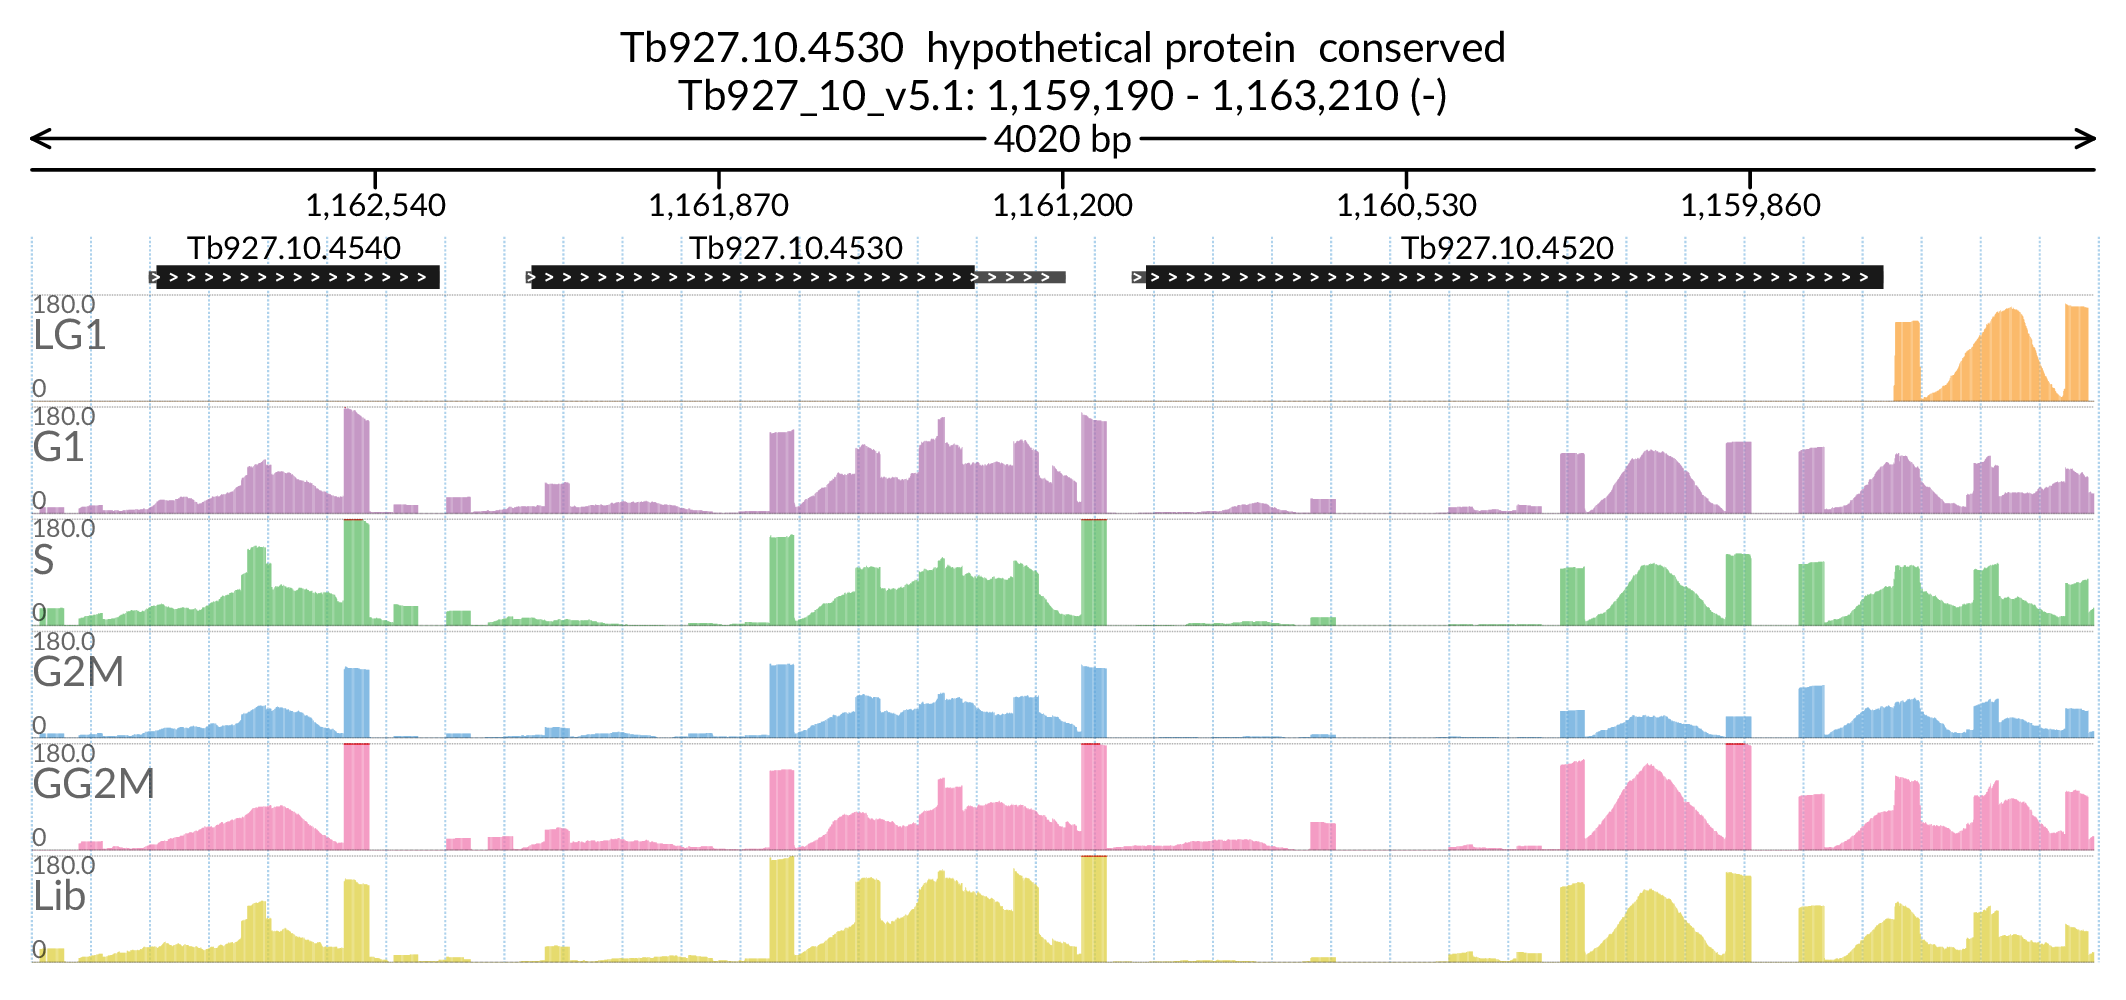 Tb927.10.4530  hypothetical protein  conserved
Tb927_10_v5.1: 1,159,190 - 1,163,210 (-)
4020 bp
1,162,540 1,161,870 1,161,200 1,160,530 1,159,860
Tb927.10.4540 Tb927.10.4530 Tb927.10.4520
180.0
LG1
0
180.0
G1
0
180.0
S
0
180.0
G2M
0
180.0
GG2M
0
180.0
Lib
0